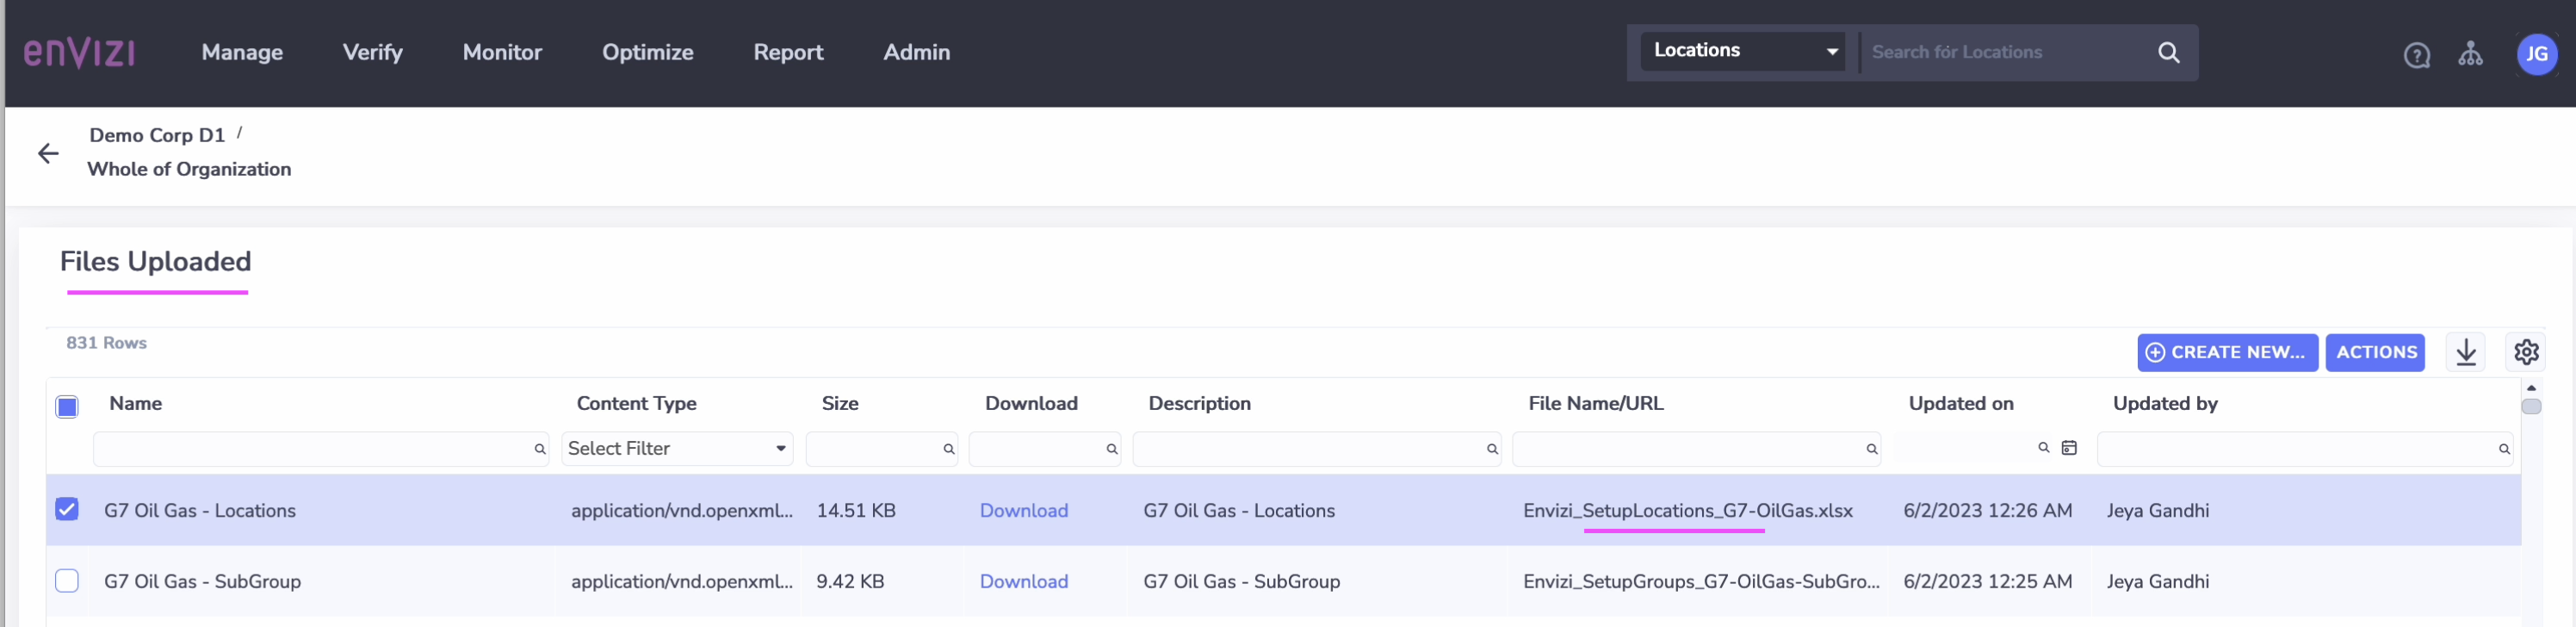 enVizi Manage Verify Monitor Optimize Report Admin Locations Search for Locations JG
Demo Corp D1 /
Whole of Organization
Files Uploaded
831 Rows CREATE NEW... ACTIONS
Name Content Type Size Download Description File Name/URL Updated on Updated by
Select Filter
G7 Oil Gas - Locations application/vnd.openxml... 14.51 KB Download G7 Oil Gas - Locations Envizi_SetupLocations_G7-OilGas.xlsx 6/2/2023 12:26 AM Jeya Gandhi
G7 Oil Gas - SubGroup application/vnd.openxml... 9.42 KB Download G7 Oil Gas - SubGroup Envizi_SetupGroups_G7-OilGas-SubGro... 6/2/2023 12:25 AM Jeya Gandhi